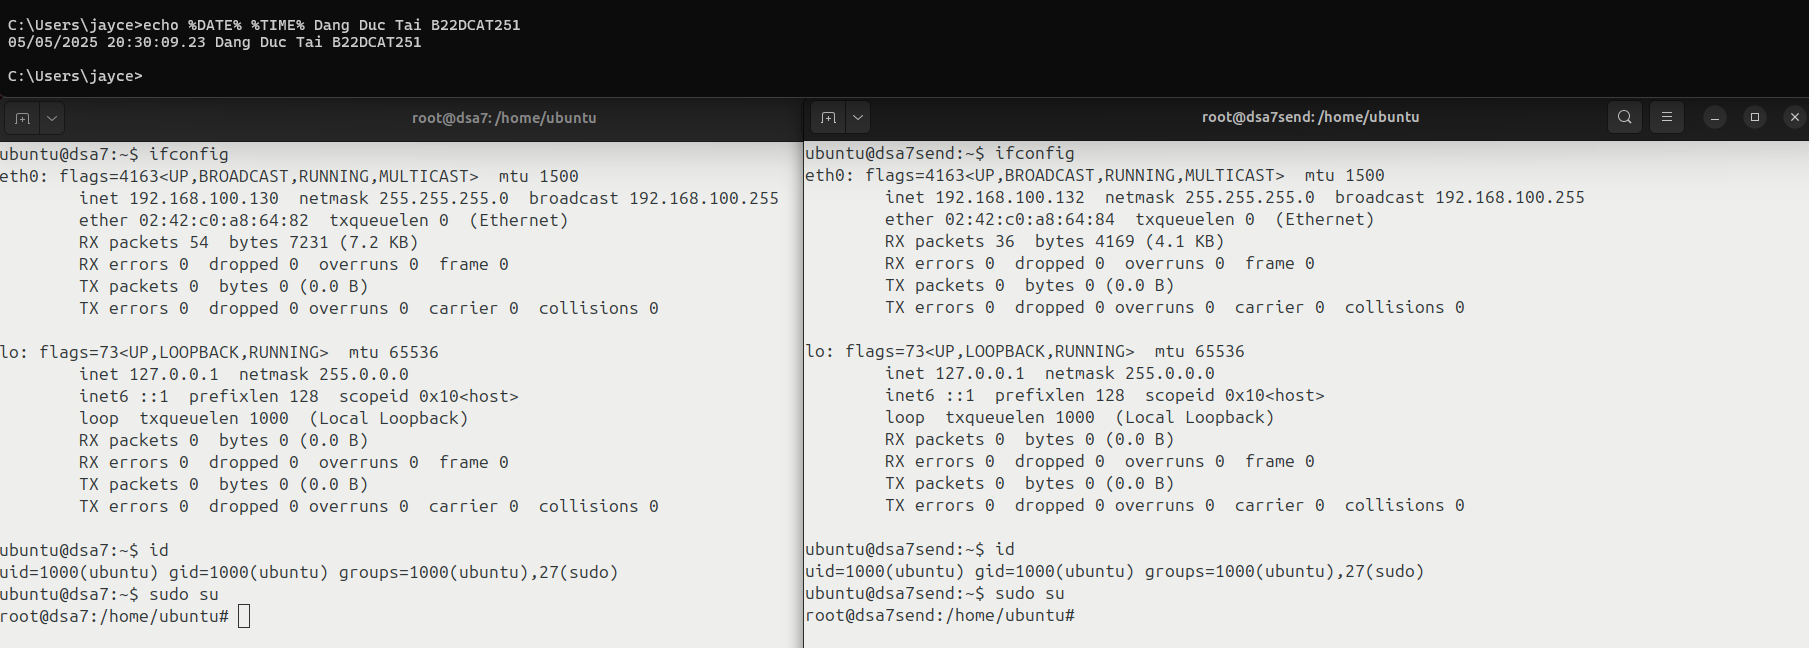 C:\Users\jayce>echo %DATE% %TIME% Dang Duc Tai B22DCAT251
05/05/2025 20:30:09.23 Dang Duc Tai B22DCAT251
C:\Users\jayce>
root@dsa7: /home/ubuntu
ubuntu@dsa7:~$ ifconfig
eth0: flags=4163<UP,BROADCAST,RUNNING,MULTICAST>  mtu 1500
        inet 192.168.100.130  netmask 255.255.255.0  broadcast 192.168.100.255
        ether 02:42:c0:a8:64:82  txqueuelen 0  (Ethernet)
        RX packets 54  bytes 7231 (7.2 KB)
        RX errors 0  dropped 0  overruns 0  frame 0
        TX packets 0  bytes 0 (0.0 B)
        TX errors 0  dropped 0 overruns 0  carrier 0  collisions 0
lo: flags=73<UP,LOOPBACK,RUNNING>  mtu 65536
        inet 127.0.0.1  netmask 255.0.0.0
        inet6 ::1  prefixlen 128  scopeid 0x10<host>
        loop  txqueuelen 1000  (Local Loopback)
        RX packets 0  bytes 0 (0.0 B)
        RX errors 0  dropped 0  overruns 0  frame 0
        TX packets 0  bytes 0 (0.0 B)
        TX errors 0  dropped 0 overruns 0  carrier 0  collisions 0
ubuntu@dsa7:~$ id
uid=1000(ubuntu) gid=1000(ubuntu) groups=1000(ubuntu),27(sudo)
ubuntu@dsa7:~$ sudo su
root@dsa7:/home/ubuntu#
root@dsa7send: /home/ubuntu
ubuntu@dsa7send:~$ ifconfig
eth0: flags=4163<UP,BROADCAST,RUNNING,MULTICAST>  mtu 1500
        inet 192.168.100.132  netmask 255.255.255.0  broadcast 192.168.100.255
        ether 02:42:c0:a8:64:84  txqueuelen 0  (Ethernet)
        RX packets 36  bytes 4169 (4.1 KB)
        RX errors 0  dropped 0  overruns 0  frame 0
        TX packets 0  bytes 0 (0.0 B)
        TX errors 0  dropped 0 overruns 0  carrier 0  collisions 0
lo: flags=73<UP,LOOPBACK,RUNNING>  mtu 65536
        inet 127.0.0.1  netmask 255.0.0.0
        inet6 ::1  prefixlen 128  scopeid 0x10<host>
        loop  txqueuelen 1000  (Local Loopback)
        RX packets 0  bytes 0 (0.0 B)
        RX errors 0  dropped 0  overruns 0  frame 0
        TX packets 0  bytes 0 (0.0 B)
        TX errors 0  dropped 0 overruns 0  carrier 0  collisions 0
ubuntu@dsa7send:~$ id
uid=1000(ubuntu) gid=1000(ubuntu) groups=1000(ubuntu),27(sudo)
ubuntu@dsa7send:~$ sudo su
root@dsa7send:/home/ubuntu#